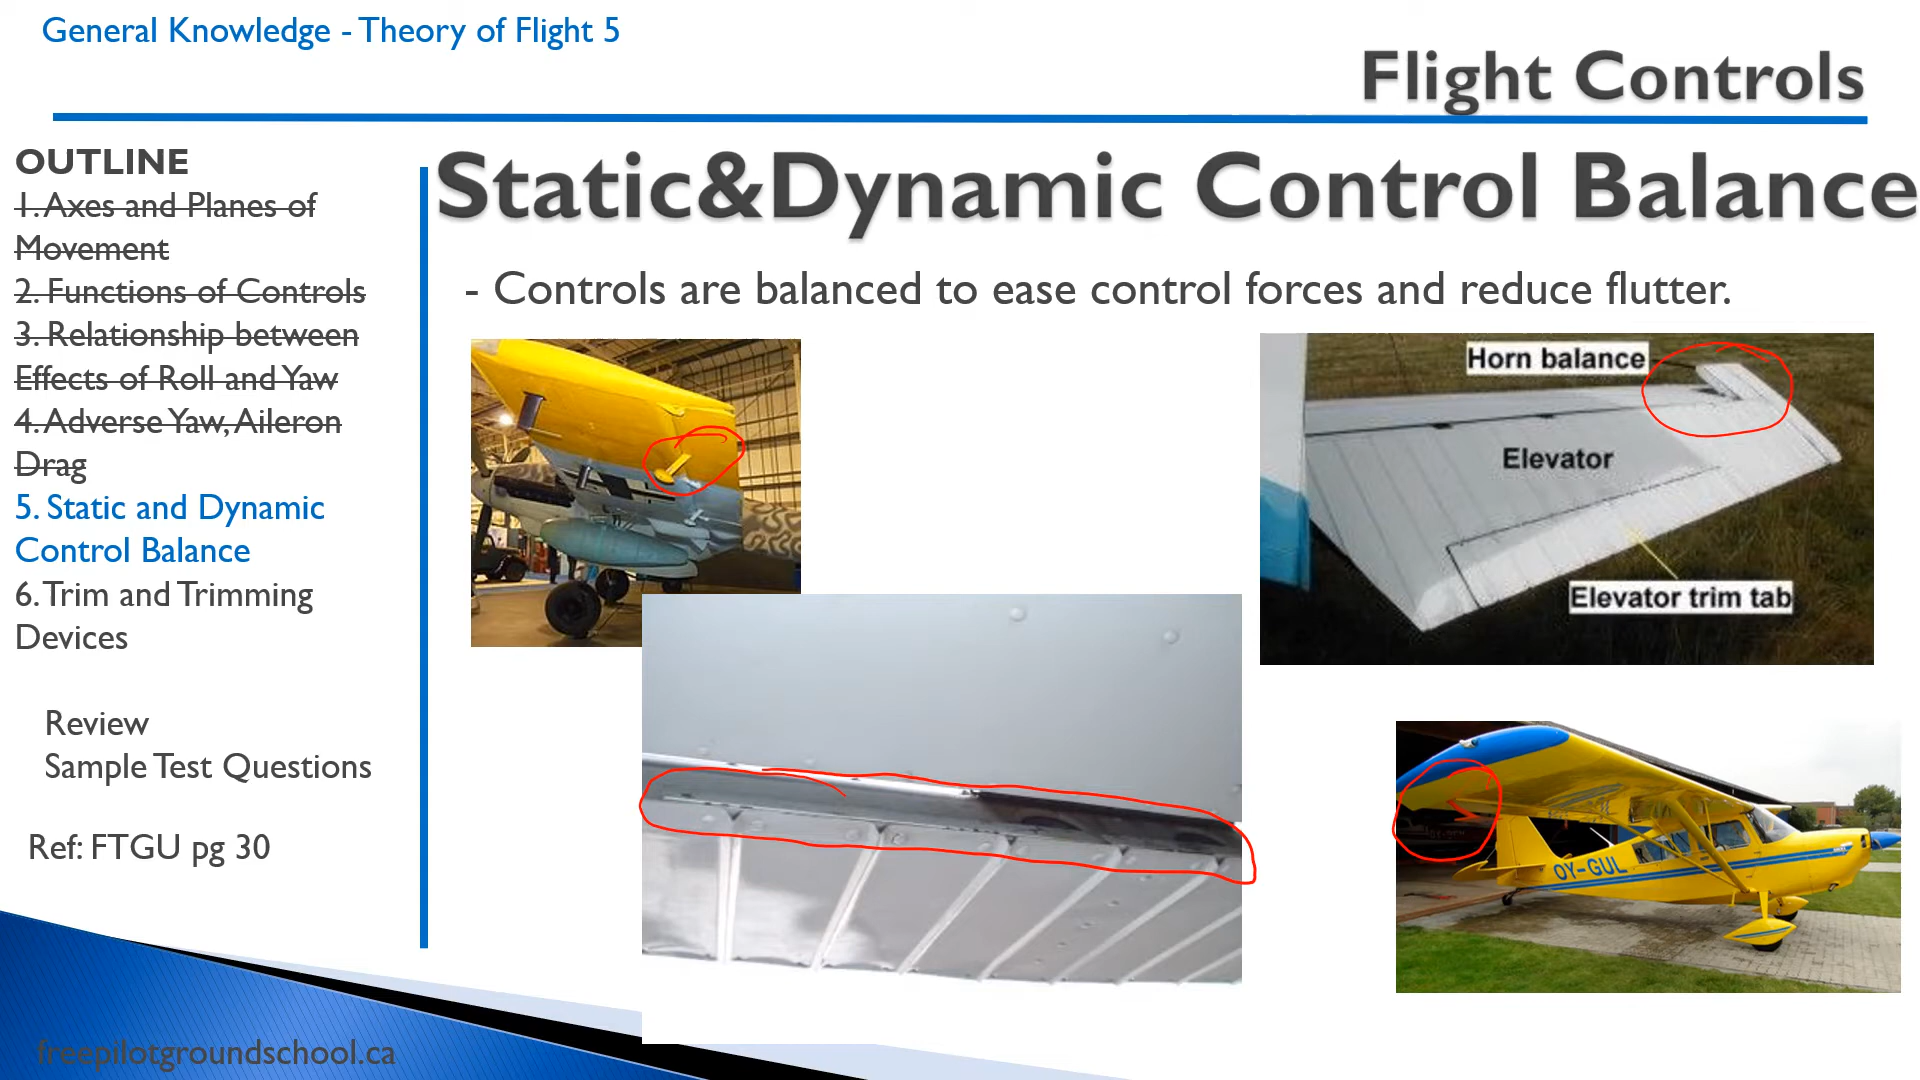 General Knowledge - Theory of Flight 5
Flight Controls
OUTLINE
1. Axes and Planes of
Movement
2. Functions of Controls
3. Relationship between
Effects of Roll and Yaw
4. Adverse Yaw, Aileron
Drag
5. Static and Dynamic
Control Balance
6. Trim and Trimming
Devices
Review
Sample Test Questions
Ref: FTGU pg 30
freepilotgroundschool.ca
Static&Dynamic Control Balance
- Controls are balanced to ease control forces and reduce flutter.
Horn balance
Elevator
Elevator trim tab
OY-GUL